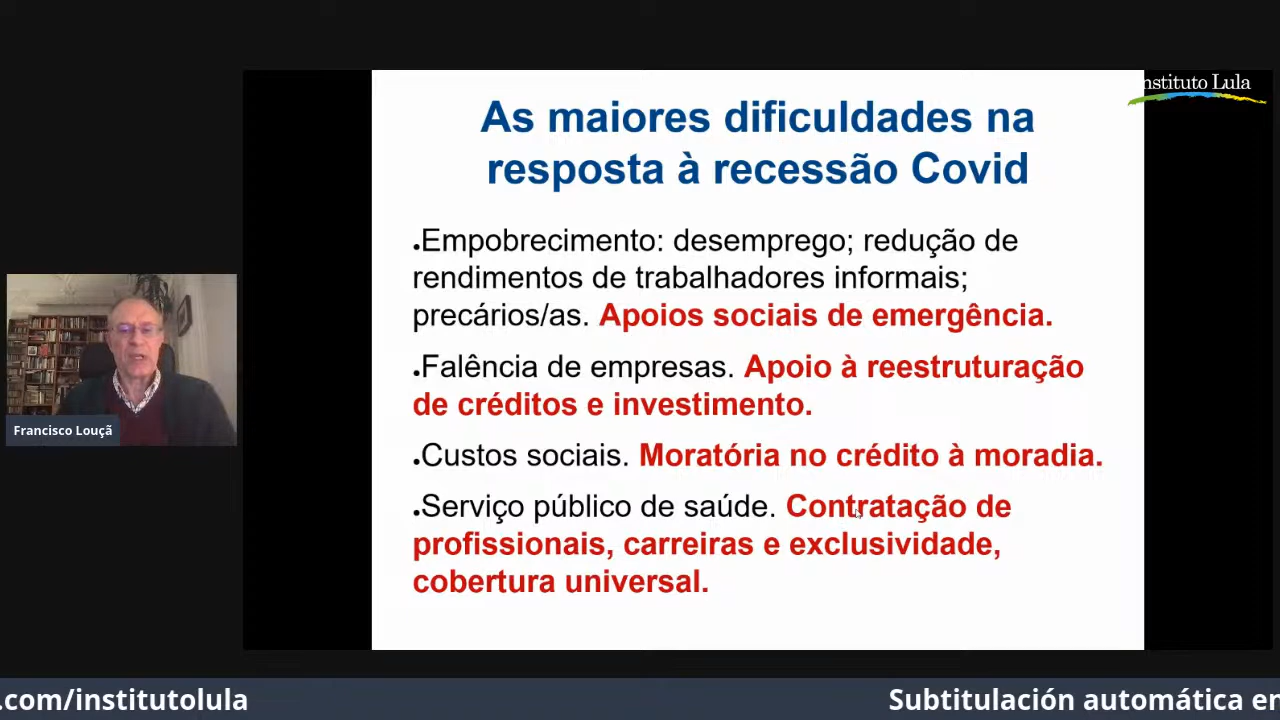 As maiores dificuldades na
resposta à recessão Covid
nstituto Lula
.Empobrecimento: desemprego; redução de
rendimentos de trabalhadores informais;
precários/as. Apoios sociais de emergência.
.Falência de empresas. Apoio à reestruturação
de créditos e investimento.
.Custos sociais. Moratória no crédito à moradia.
.Serviço público de saúde. Contratação de
profissionais, carreiras e exclusividade,
cobertura universal.
Francisco Louçã
.com/institutolula
Subtitulación automática en